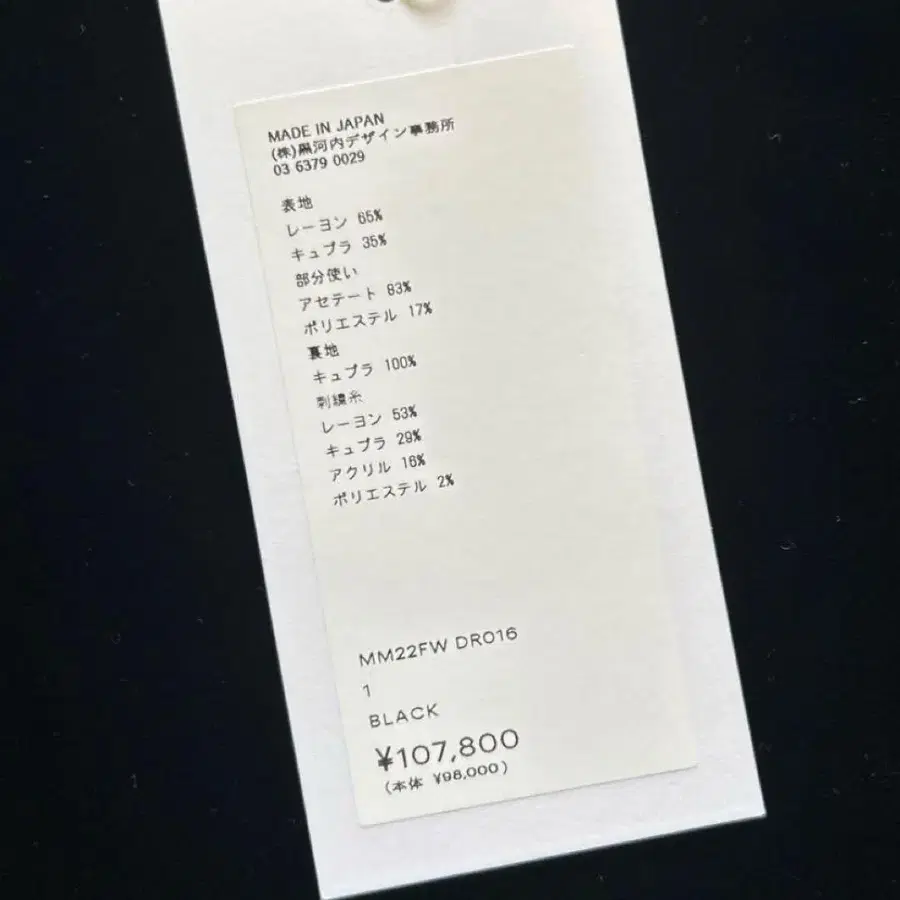 MADE IN JAPAN
(株)黒河内デザイン事務所
03 6379 0029
表地
レーヨン 65%
キュプラ 35%
部分使い
アセテート 83%
ポリエステル 17%
裏地
キュプラ 100%
刺繍糸
レーヨン 53%
キュプラ 29%
アクリル 16%
ポリエステル 2%
MM22FW DR016
1
BLACK
¥107,800
(本体 ¥98,000)